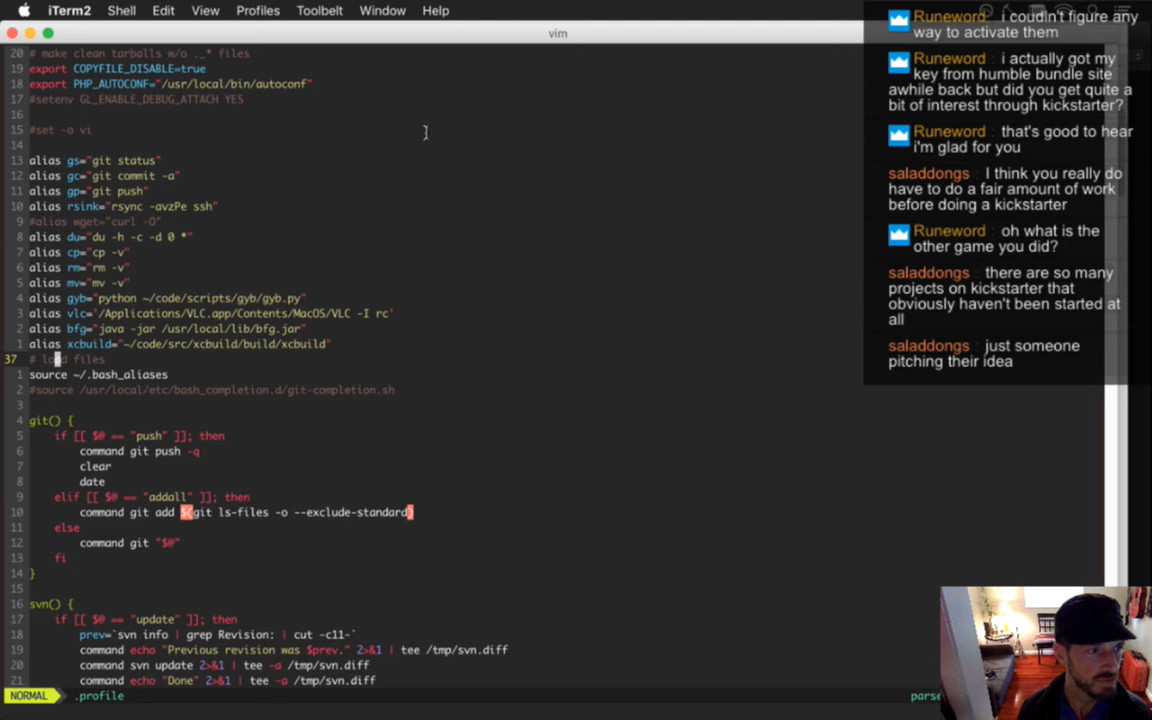 iTerm2 Shell Edit View Profiles Toolbelt Window Help
vim
20 # make clean tarballs w/o ._* files
19 export COPYFILE_DISABLE=true
18 export PHP_AUTOCONF="/usr/local/bin/autoconf"
17 #setenv GL_ENABLE_DEBUG_ATTACH YES
16
15 #set -o vi
14
13 alias gs="git status"
12 alias gc="git commit -a"
11 alias gp="git push"
10 alias rsink="rsync -avzPe ssh"
9 #alias wget="curl -O"
8 alias du="du -h -c -d 0 *"
7 alias cp="cp -v"
6 alias rm="rm -v"
5 alias mv="mv -v"
4 alias gyb="python ~/code/scripts/gyb/gyb.py"
3 alias vlc='/Applications/VLC.app/Contents/MacOS/VLC -I rc'
2 alias bfg="java -jar /usr/local/lib/bfg.jar"
1 alias xcbuild="~/code/src/xcbuild/build/xcbuild"
37 # load files
1 source ~/.bash_aliases
2 #source /usr/local/etc/bash_completion.d/git-completion.sh
3
4 git() {
5 if [[ $@ == "push" ]]; then
6 command git push -q
7 clear
8 date
9 elif [[ $@ == "addall" ]]; then
10 command git add $(git ls-files -o --exclude-standard)
11 else
12 command git "$@"
13 fi
14 }
15
16 svn() {
17 if [[ $@ == "update" ]]; then
18 prev=`svn info | grep Revision: | cut -c11-`
19 command echo "Previous revision was $prev." 2>&1 | tee /tmp/svn.diff
20 command svn update 2>&1 | tee -a /tmp/svn.diff
21 command echo "Done" 2>&1 | tee -a /tmp/svn.diff
NORMAL .profile parse
Runeword : i coudln't figure any
way to activate them
Runeword : i actually got my
key from humble bundle site
awhile back but did you get quite a
bit of interest through kickstarter?
Runeword : that's good to hear
i'm glad for you
saladdongs : I think you really do
have to do a fair amount of work
before doing a kickstarter
Runeword : oh what is the
other game you did?
saladdongs : there are so many
projects on kickstarter that
obviously haven't been started at
all
saladdongs : just someone
pitching their idea